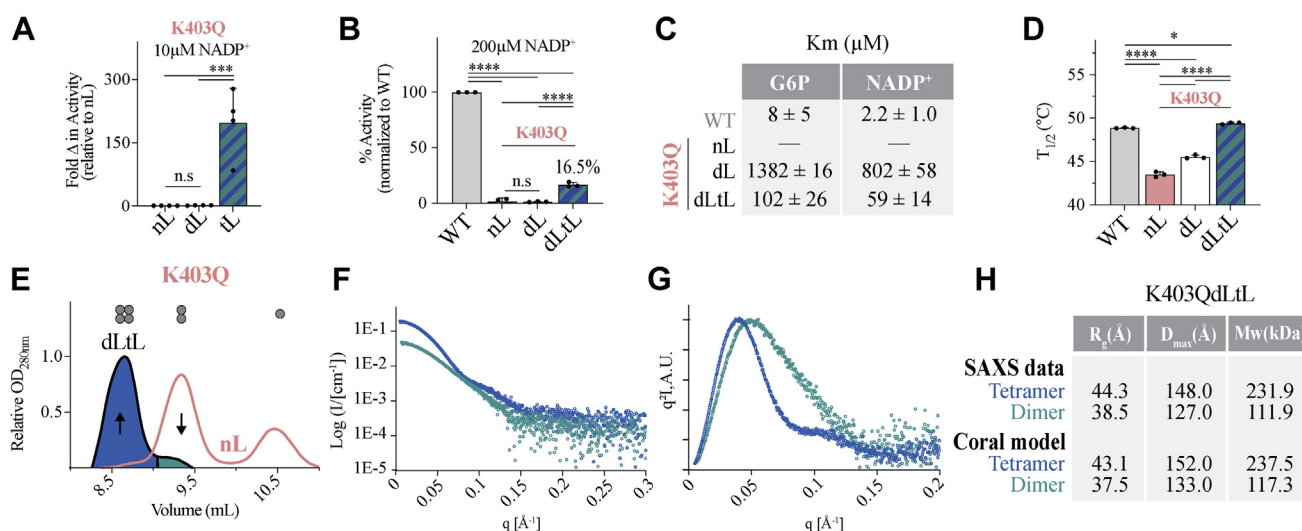 A
K403Q
10μM NADP⁺
***
n.s
Fold Δ in Activity
(relative to nL)
300
150
0
nL
dL
tL
B
200μM NADP⁺
****
****
K403Q
n.s
16.5%
% Activity
(normalized to WT)
100
75
50
25
0
WT
nL
dL
dLtL
C
Km (μM)
G6P NADP⁺
WT 8 ± 5 2.2 ± 1.0
K403Q
nL — —
dL 1382 ± 16 802 ± 58
dLtL 102 ± 26 59 ± 14
D
*
****
****
K403Q
T1/2 (ºC)
50
45
40
WT
nL
dL
dLtL
E
K403Q
dLtL
nL
Relative OD280nm
1.0
0.5
8.5 9.5 10.5
Volume (mL)
F
Log (I/[cm⁻¹])
1E-1
1E-2
1E-3
1E-4
1E-5
0 0.05 0.1 0.15 0.2 0.25 0.3
q [Å⁻¹]
G
q²I, A.U.
0 0.05 0.1 0.15 0.2
q [Å⁻¹]
H
K403QdLtL
Rg(Å) Dmax(Å) Mw(kDa
SAXS data
Tetramer 44.3 148.0 231.9
Dimer 38.5 127.0 111.9
Coral model
Tetramer 43.1 152.0 237.5
Dimer 37.5 133.0 117.3